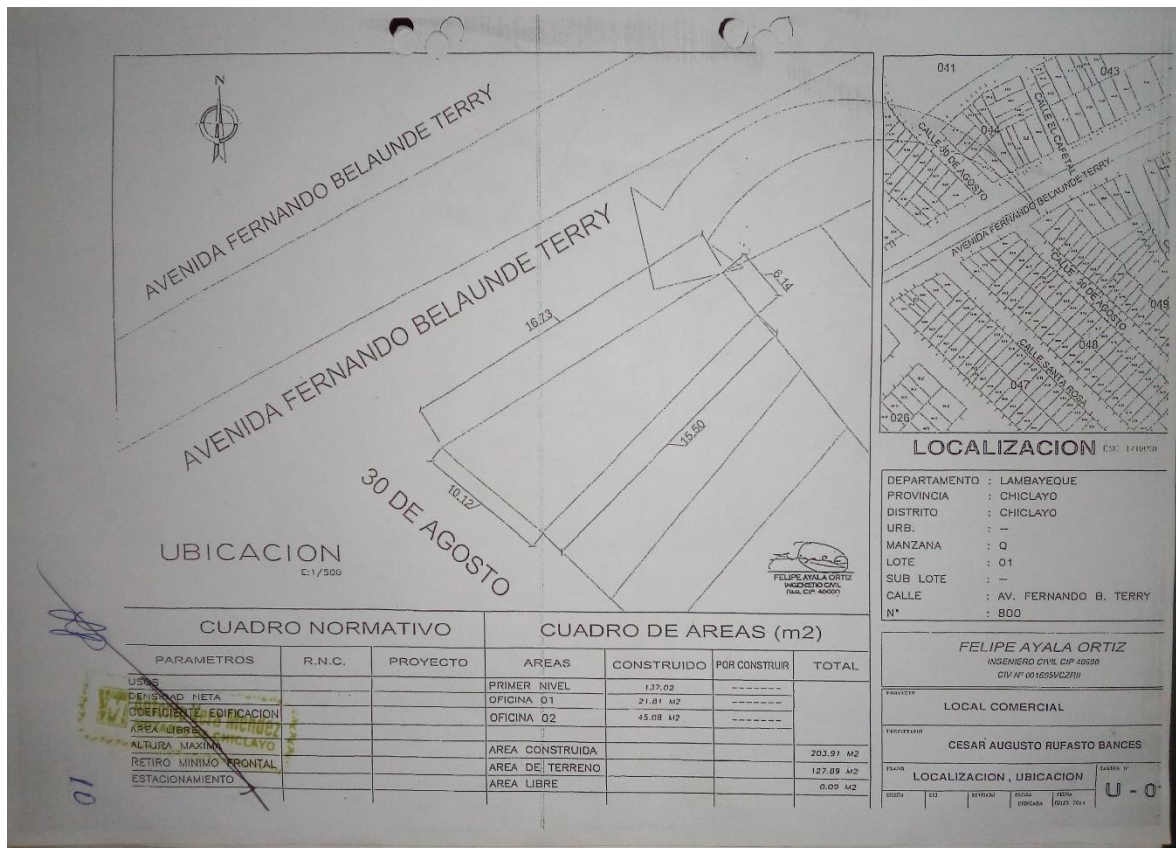 N
AVENIDA FERNANDO BELAUNDE TERRY
AVENIDA FERNANDO BELAUNDE TERRY
16.73
6.14
15.50
10.12
30 DE AGOSTO
UBICACION
E:1/500
FELIPE AYALA ORTIZ
INGENIERO CIVIL
041
043
044
CALLE EL CAFETAL
CALLE 30 DE AGOSTO
AVENIDA FERNANDO BELAUNDE TERRY
CALLE 30 DE AGOSTO
049
048
CALLE SANTA ROSA
047
026
LOCALIZACION
DEPARTAMENTO : LAMBAYEQUE
PROVINCIA : CHICLAYO
DISTRITO : CHICLAYO
URB. : --
MANZANA : Q
LOTE : 01
SUB LOTE : --
CALLE : AV. FERNANDO B. TERRY
N° : 800
FELIPE AYALA ORTIZ
INGENIERO CIVIL CIP 40600
LOCAL COMERCIAL
CESAR AUGUSTO RUFASTO BANCES
PLANO
LOCALIZACION , UBICACION
U - 0
CUADRO NORMATIVO
PARAMETROS R.N.C. PROYECTO
USOS
DENSIDAD NETA
COEFICIENTE EDIFICACION
AREA LIBRE
ALTURA MAXIMA
RETIRO MINIMO FRONTAL
ESTACIONAMIENTO
CHICLAYO
10
CUADRO DE AREAS (m2)
AREAS CONSTRUIDO POR CONSTRUIR TOTAL
PRIMER NIVEL 137.02 -------
OFICINA 01 21.81 M2 -------
OFICINA 02 45.08 M2 -------
AREA CONSTRUIDA 203.91 M2
AREA DE TERRENO 127.89 M2
AREA LIBRE 0.00 M2